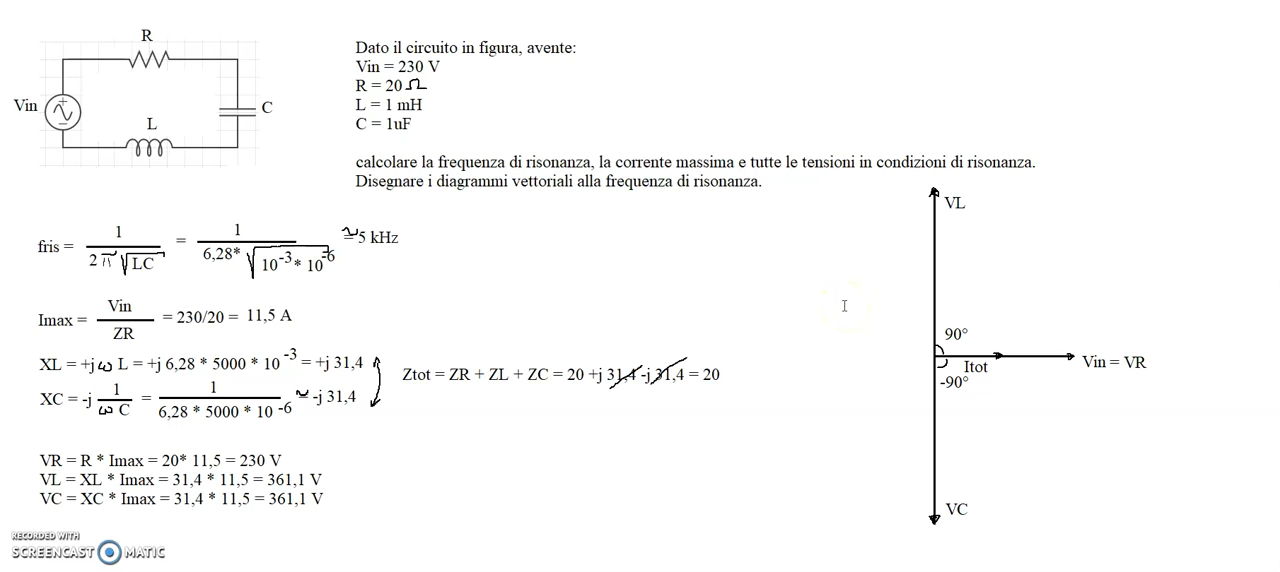 R
Vin
C
L
Dato il circuito in figura, avente:
Vin = 230 V
R = 20 Ω
L = 1 mH
C = 1uF
calcolare la frequenza di risonanza, la corrente massima e tutte le tensioni in condizioni di risonanza.
Disegnare i diagrammi vettoriali alla frequenza di risonanza.
fris = 1 / 2 π √LC = 1 / 6,28* √10^-3 * 10^-6 ≃5 kHz
Imax = Vin / ZR = 230/20 = 11,5 A
XL = +j ω L = +j 6,28 * 5000 * 10^-3 = +j 31,4
XC = -j 1 / ω C = 1 / 6,28 * 5000 * 10^-6 ≃ -j 31,4
Ztot = ZR + ZL + ZC = 20 +j 31,4 -j 31,4 = 20
VR = R * Imax = 20* 11,5 = 230 V
VL = XL * Imax = 31,4 * 11,5 = 361,1 V
VC = XC * Imax = 31,4 * 11,5 = 361,1 V
VL
90°
Itot
Vin = VR
-90°
VC
RECORDED WITH
SCREENCAST MATIC